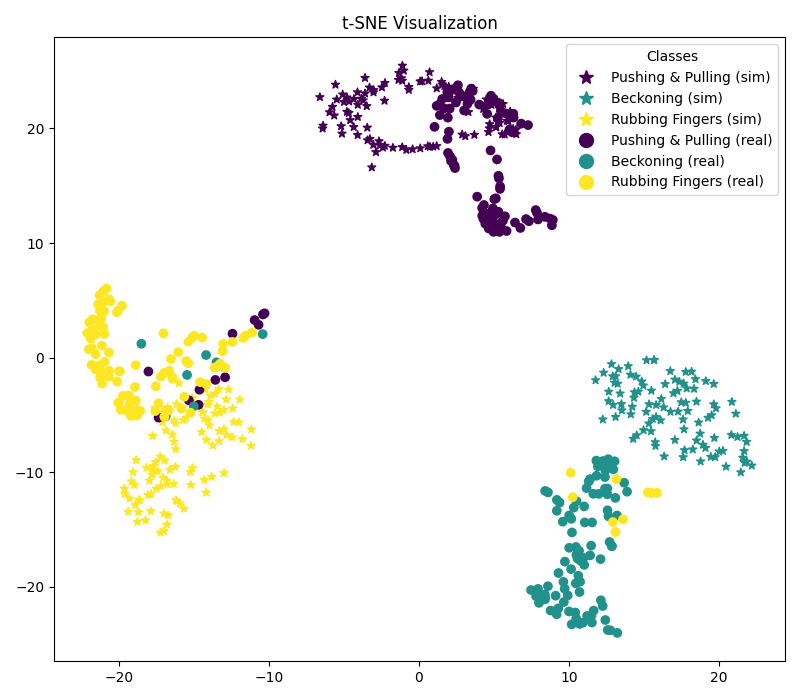 t-SNE Visualization
Classes
Pushing & Pulling (sim)
Beckoning (sim)
Rubbing Fingers (sim)
Pushing & Pulling (real)
Beckoning (real)
Rubbing Fingers (real)
20
10
0
−10
−20
−20 −10 0 10 20